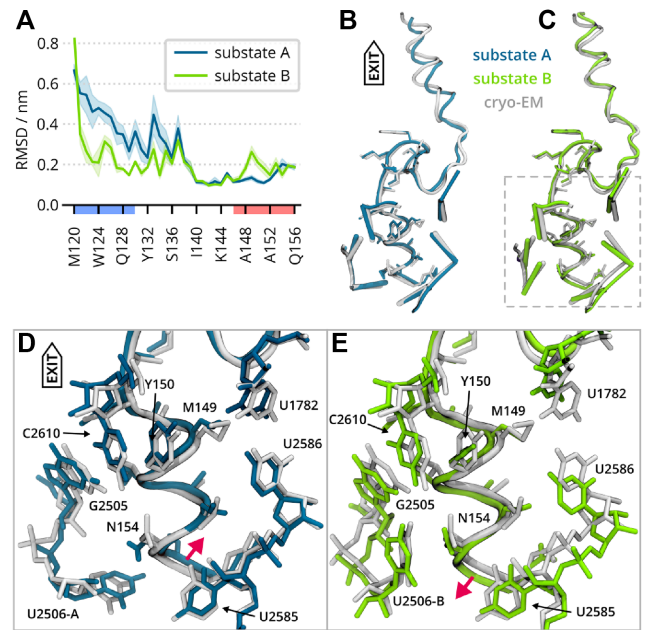 A
B
C
RMSD / nm
0.8
0.6
0.4
0.2
0.0
substate A
substate B
M120
W124
Q128
Y132
S136
I140
K144
A148
A152
Q156
EXIT
substate A
substate B
cryo-EM
D
EXIT
Y150
M149
U1782
C2610
U2586
G2505
N154
U2506-A
U2585
E
Y150
M149
U1782
C2610
U2586
G2505
N154
U2506-B
U2585